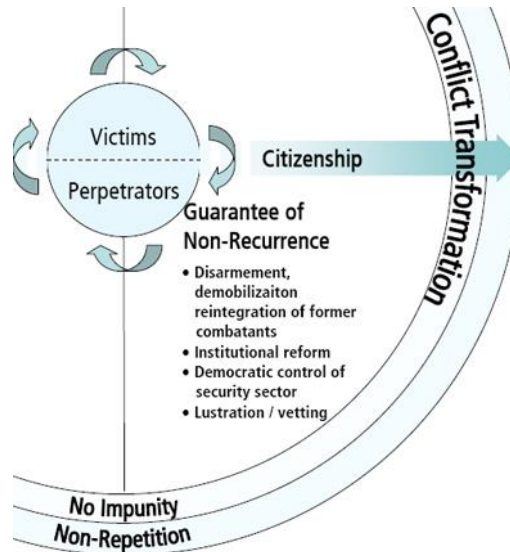 Victims
Perpetrators
Citizenship
Conflict Transformation
Guarantee of
Non-Recurrence
• Disarmement,
demobilizaiton
reintegration of former
combatants
• Institutional reform
• Democratic control of
security sector
• Lustration / vetting
No Impunity
Non-Repetition